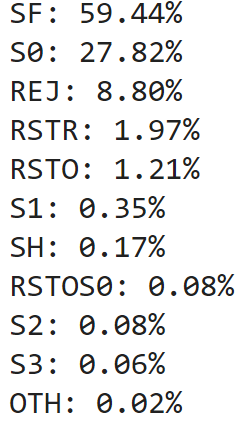 SF: 59.44%
S0: 27.82%
REJ: 8.80%
RSTR: 1.97%
RSTO: 1.21%
S1: 0.35%
SH: 0.17%
RSTOS0: 0.08%
S2: 0.08%
S3: 0.06%
OTH: 0.02%